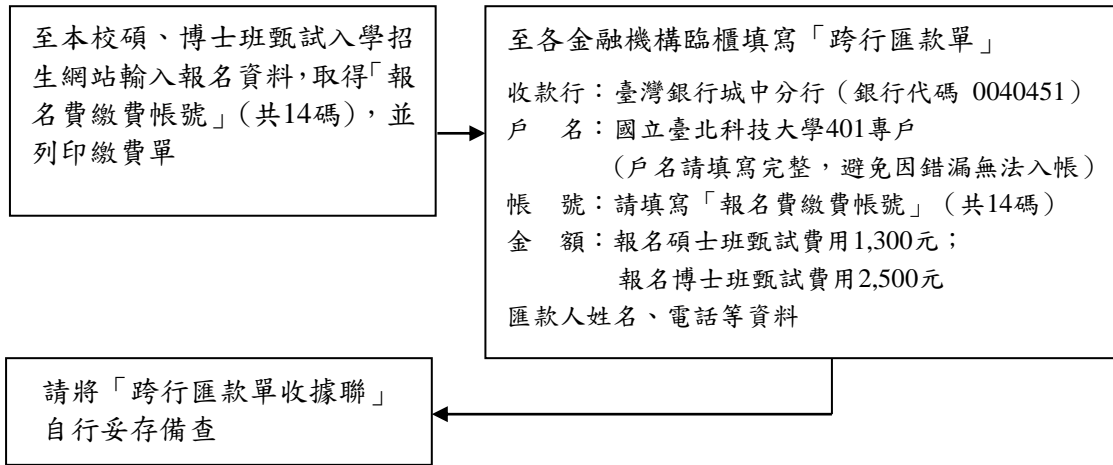 至本校碩、博士班甄試入學招
生網站輸入報名資料,取得「報
名費繳費帳號」(共14碼),並
列印繳費單
至各金融機構臨櫃填寫「跨行匯款單」
收款行：臺灣銀行城中分行（銀行代碼 0040451）
戶　名：國立臺北科技大學401專戶
（戶名請填寫完整，避免因錯漏無法入帳）
帳　號：請填寫「報名費繳費帳號」（共14碼）
金　額：報名碩士班甄試費用1,300元；
報名博士班甄試費用2,500元
匯款人姓名、電話等資料
請將「跨行匯款單收據聯」
自行妥存備查